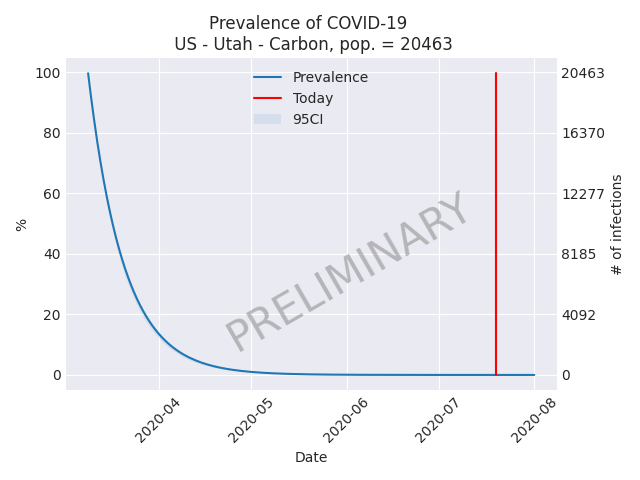 Prevalence of COVID-19
US - Utah - Carbon, pop. = 20463
Prevalence
Today
95CI
100
80
60
40
20
0
%
20463
16370
12277
8185
4092
0
# of infections
PRELIMINARY
2020-04
2020-05
2020-06
2020-07
2020-08
Date